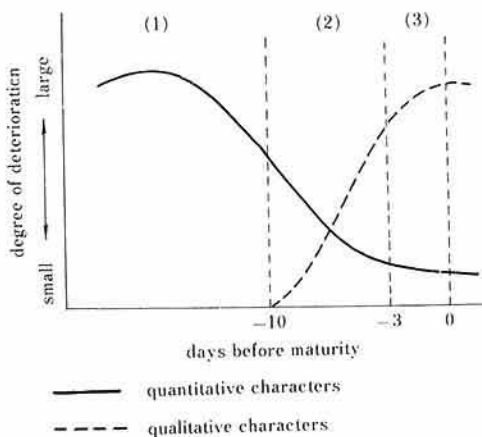 (1) (2) (3)
degree of deterioration
small large
−10 −3 0
days before maturity
quantitative characters
qualitative characters